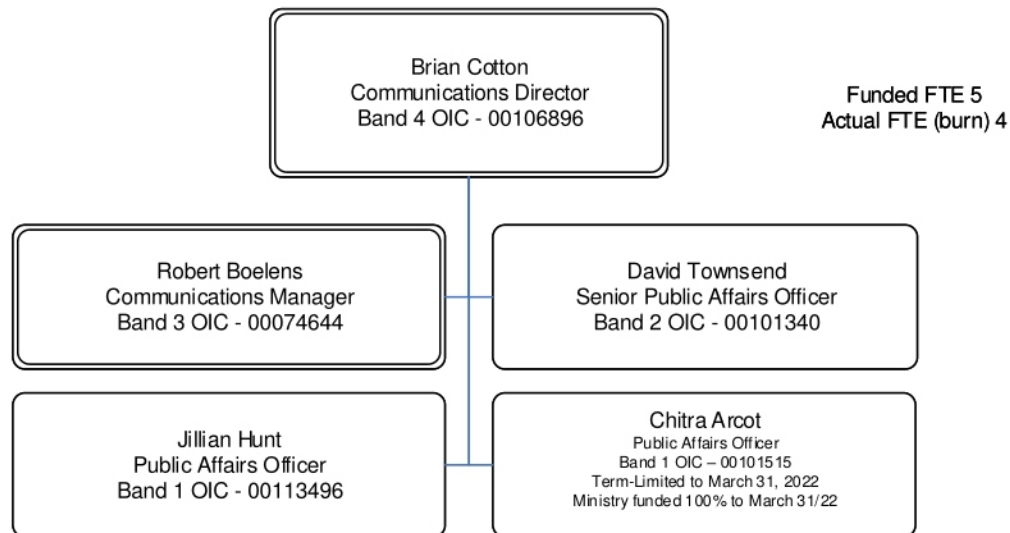 Brian Cotton
Communications Director
Band 4 OIC - 00106896
Funded FTE 5
Actual FTE (burn) 4
Robert Boelens
Communications Manager
Band 3 OIC - 00074644
David Townsend
Senior Public Affairs Officer
Band 2 OIC - 00101340
Jillian Hunt
Public Affairs Officer
Band 1 OIC - 00113496
Chitra Arcot
Public Affairs Officer
Band 1 OIC – 00101515
Term-Limited to March 31, 2022
Ministry funded 100% to March 31/22